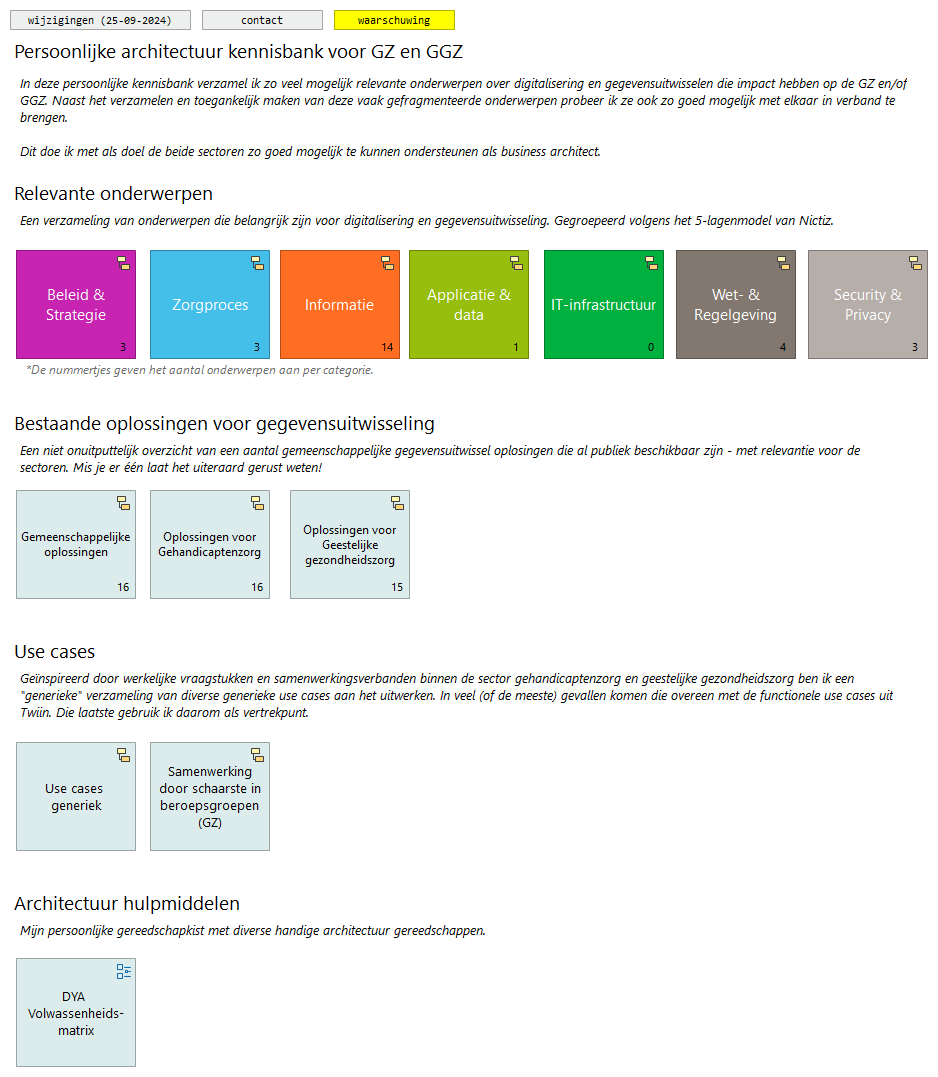 wijzigingen (25-09-2024)
contact
waarschuwing
Persoonlijke architectuur kennisbank voor GZ en GGZ
In deze persoonlijke kennisbank verzamel ik zo veel mogelijk relevante onderwerpen over digitalisering en gegevensuitwisselen die impact hebben op de GZ en/of
GGZ. Naast het verzamelen en toegankelijk maken van deze vaak gefragmenteerde onderwerpen probeer ik ze ook zo goed mogelijk met elkaar in verband te
brengen.
Dit doe ik met als doel de beide sectoren zo goed mogelijk te kunnen ondersteunen als business architect.
Relevante onderwerpen
Een verzameling van onderwerpen die belangrijk zijn voor digitalisering en gegevensuitwisseling. Gegroepeerd volgens het 5-lagenmodel van Nictiz.
Beleid &
Strategie
3
Zorgproces
3
Informatie
14
Applicatie &
data
1
IT-infrastructuur
0
Wet- &
Regelgeving
4
Security &
Privacy
3
*De nummertjes geven het aantal onderwerpen aan per categorie.
Bestaande oplossingen voor gegevensuitwisseling
Een niet onuitputtelijk overzicht van een aantal gemeenschappelijke gegevensuitwissel oplosingen die al publiek beschikbaar zijn - met relevantie voor de
sectoren. Mis je er één laat het uiteraard gerust weten!
Gemeenschappelijke
oplossingen
16
Oplossingen voor
Gehandicaptenzorg
16
Oplossingen voor
Geestelijke
gezondheidszorg
15
Use cases
Geïnspireerd door werkelijke vraagstukken en samenwerkingsverbanden binnen de sector gehandicaptenzorg en geestelijke gezondheidszorg ben ik een
"generieke" verzameling van diverse generieke use cases aan het uitwerken. In veel (of de meeste) gevallen komen die overeen met de functionele use cases uit
Twiin. Die laatste gebruik ik daarom als vertrekpunt.
Use cases
generiek
Samenwerking
door schaarste in
beroepsgroepen
(GZ)
Architectuur hulpmiddelen
Mijn persoonlijke gereedschapkist met diverse handige architectuur gereedschappen.
DYA
Volwassenheids-
matrix